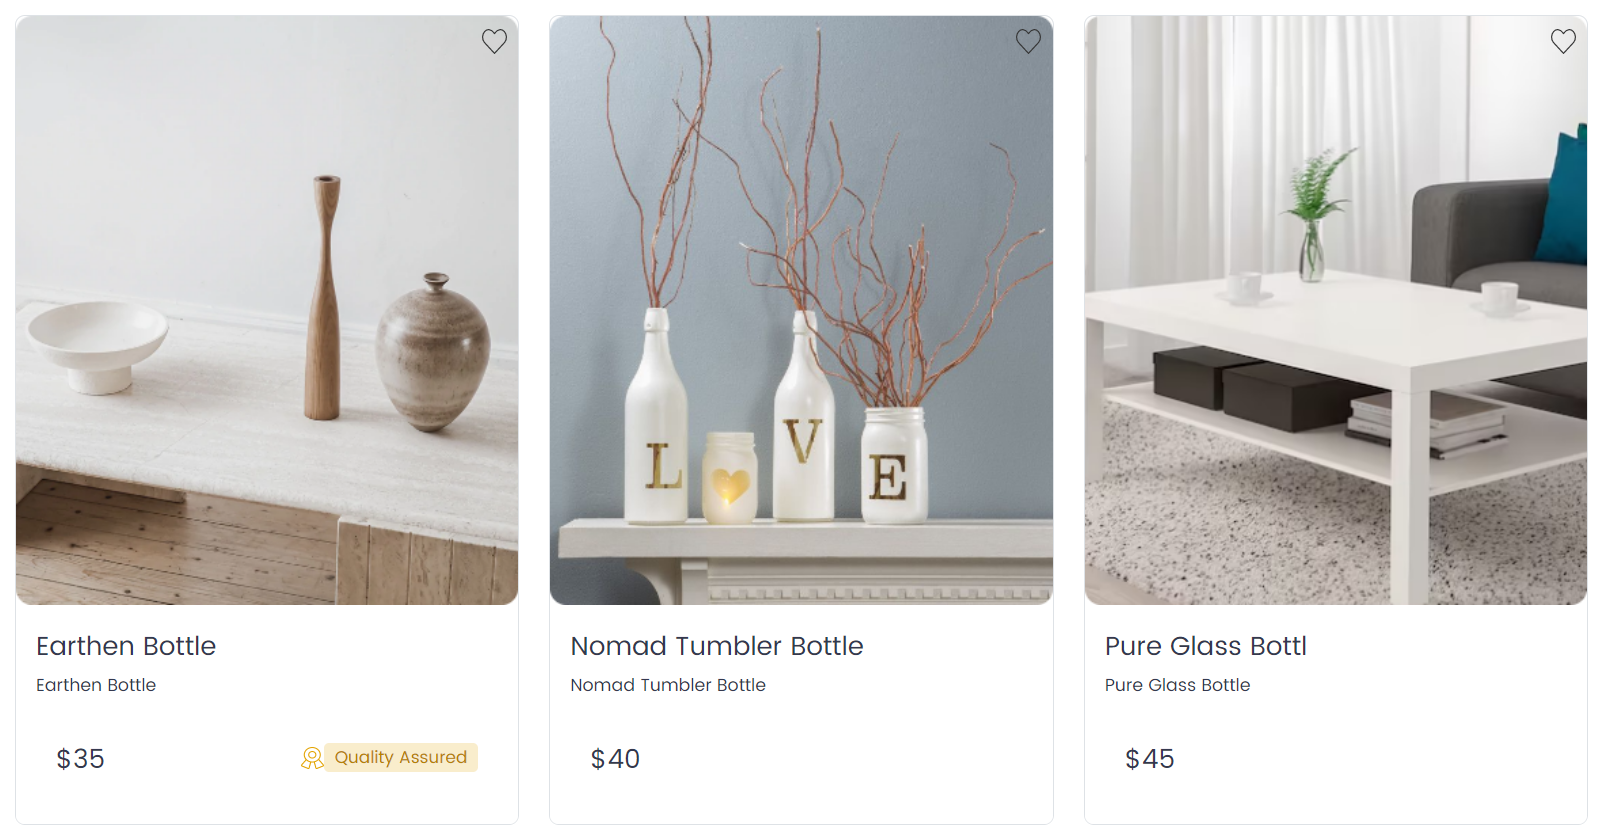 L V E
Earthen Bottle
Earthen Bottle
$35
Quality Assured
Nomad Tumbler Bottle
Nomad Tumbler Bottle
$40
Pure Glass Bottl
Pure Glass Bottle
$45